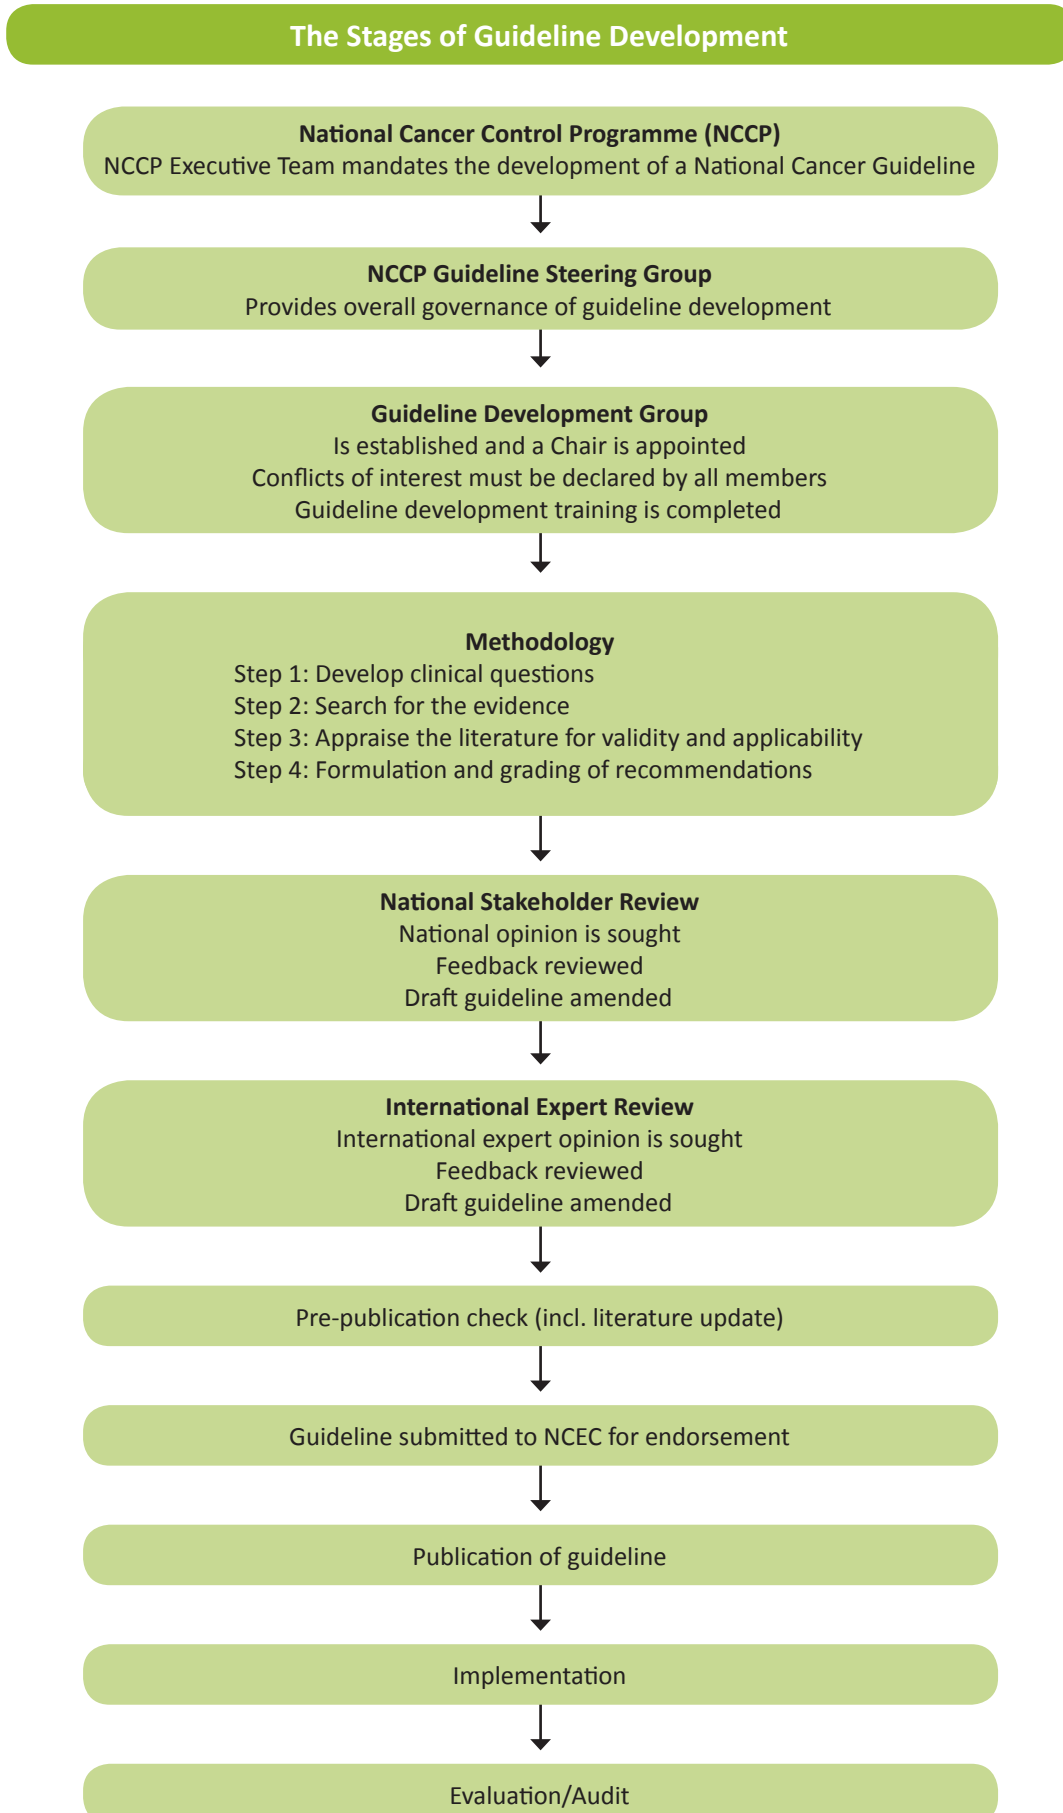 The Stages of Guideline Development
National Cancer Control Programme (NCCP)
NCCP Executive Team mandates the development of a National Cancer Guideline
NCCP Guideline Steering Group
Provides overall governance of guideline development
Guideline Development Group
Is established and a Chair is appointed
Conflicts of interest must be declared by all members
Guideline development training is completed
Methodology
Step 1: Develop clinical questions
Step 2: Search for the evidence
Step 3: Appraise the literature for validity and applicability
Step 4: Formulation and grading of recommendations
National Stakeholder Review
National opinion is sought
Feedback reviewed
Draft guideline amended
International Expert Review
International expert opinion is sought
Feedback reviewed
Draft guideline amended
Pre-publication check (incl. literature update)
Guideline submitted to NCEC for endorsement
Publication of guideline
Implementation
Evaluation/Audit